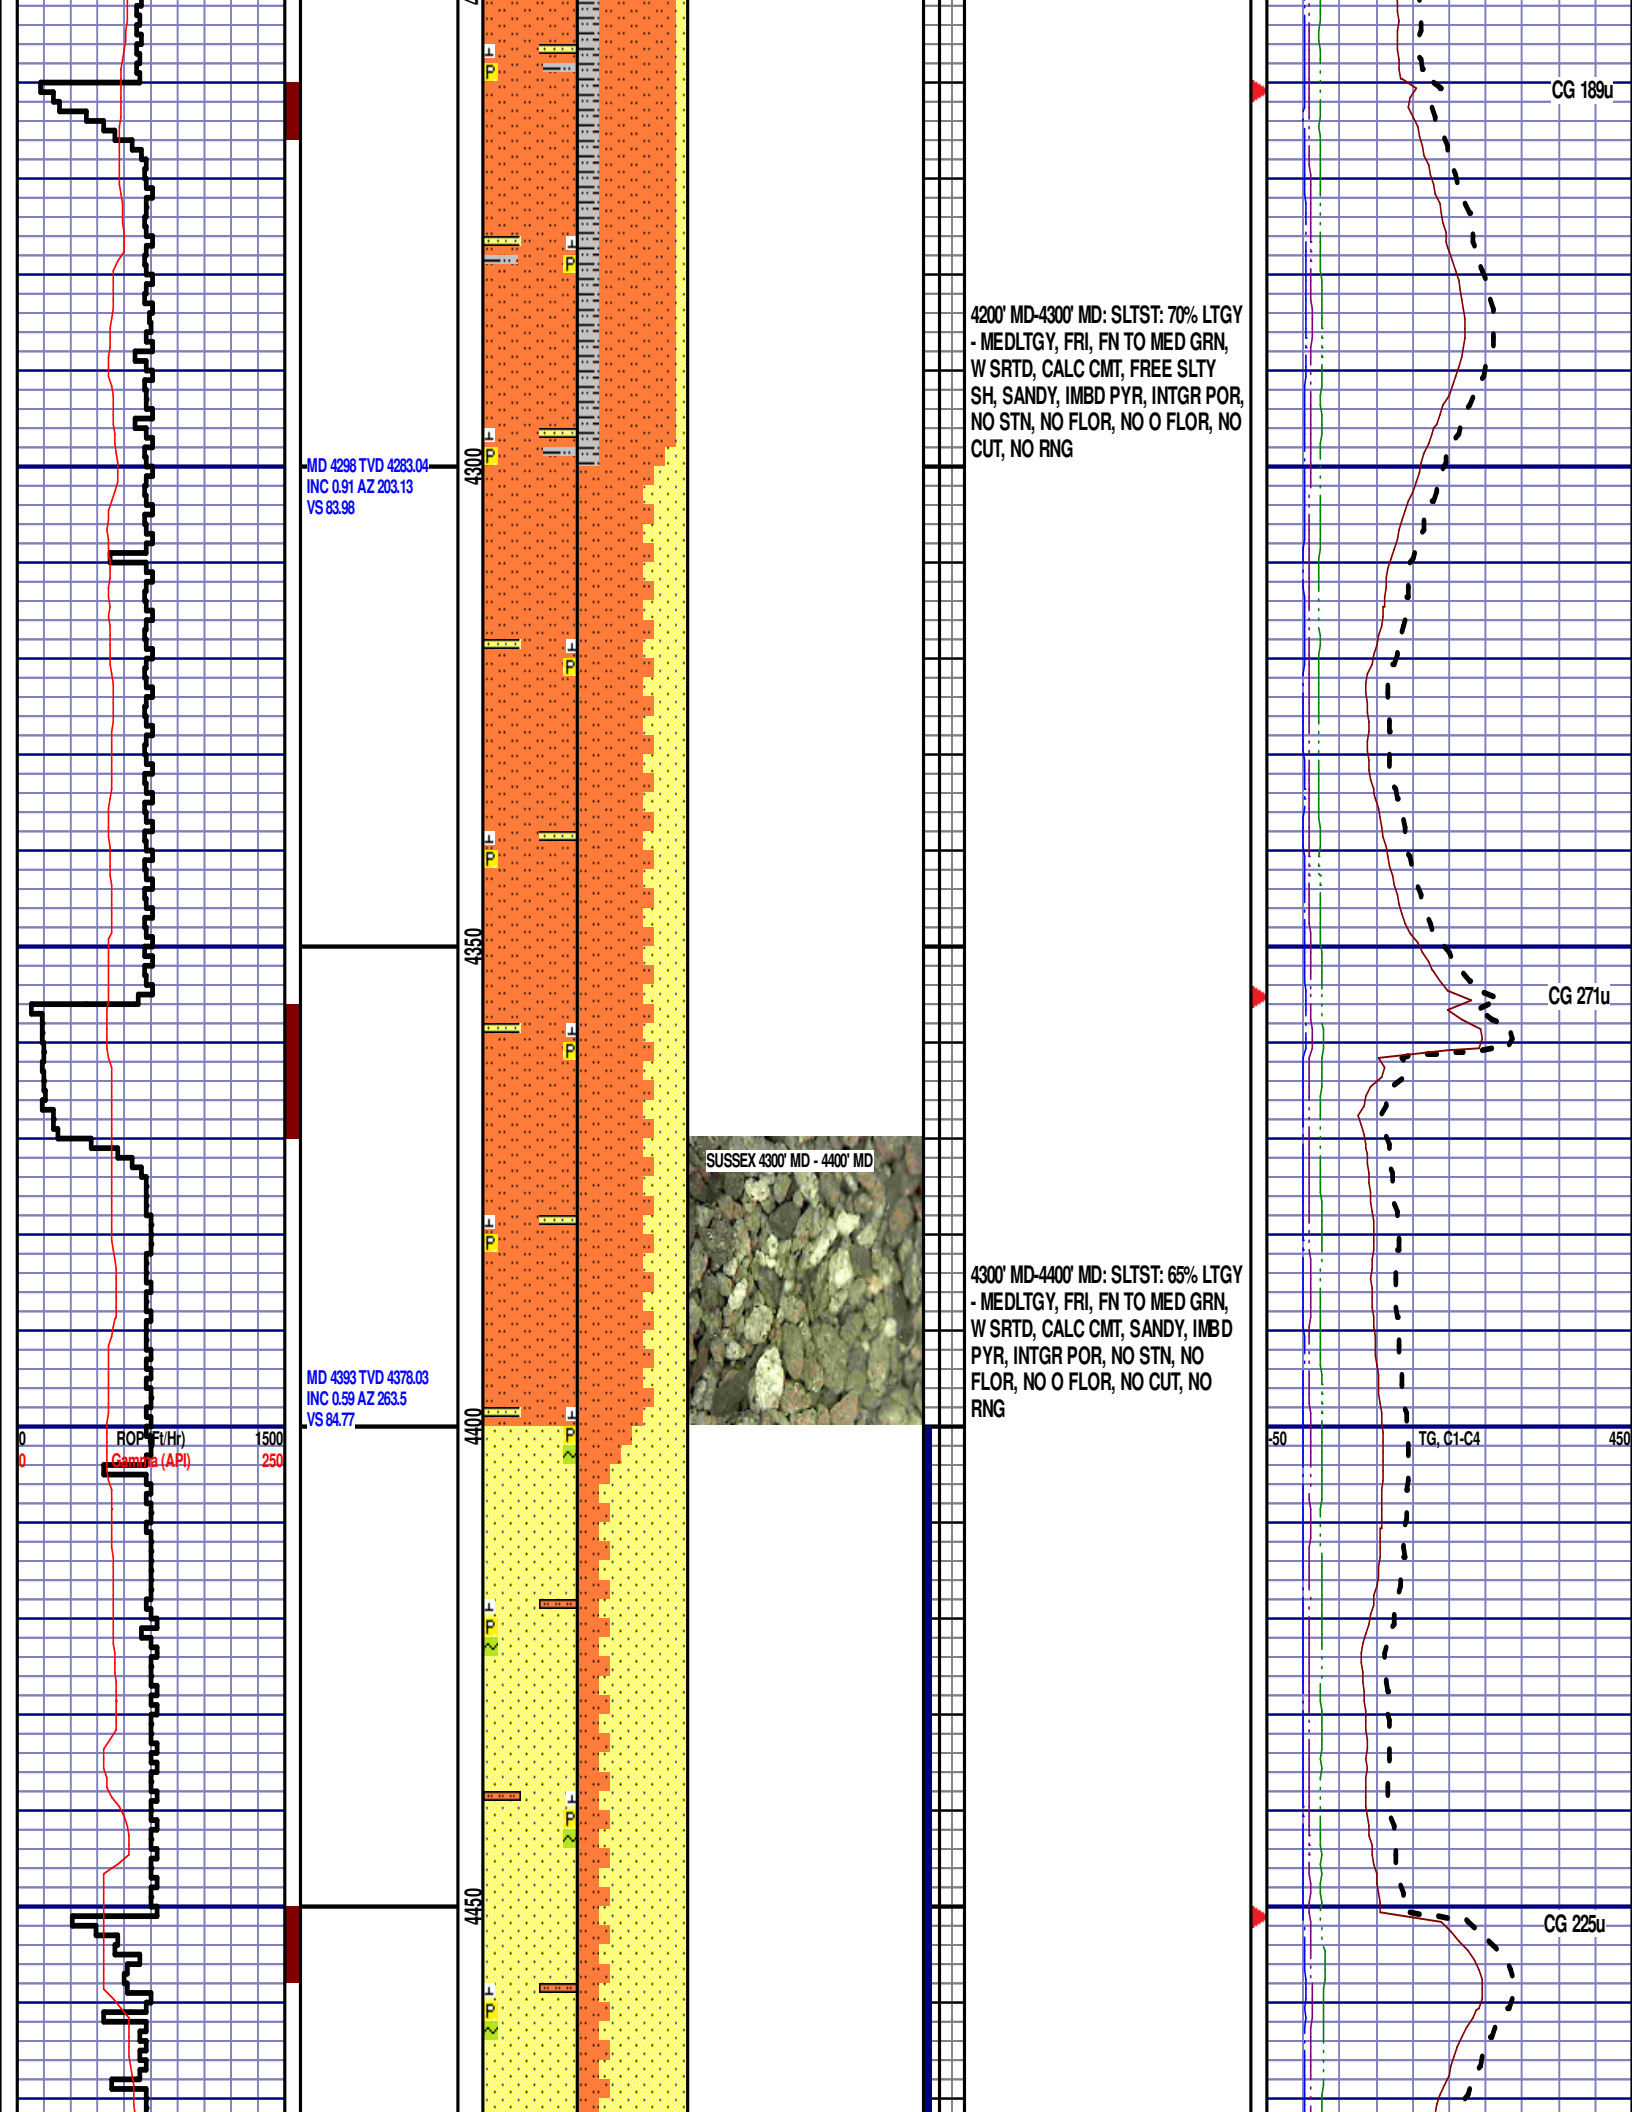 CG 189u
4200' MD-4300' MD: SLTST: 70% LTGY
- MEDLTGY, FRI, FN TO MED GRN,
W SRTD, CALC CMT, FREE SLTY
SH, SANDY, IMBD PYR, INTGR POR,
NO STN, NO FLOR, NO O FLOR, NO
CUT, NO RNG
MD 4298 TVD 4283.04
INC 0.91 AZ 203.13
VS 83.98
4300
4350
CG 271u
SUSSEX 4300' MD - 4400' MD
4300' MD-4400' MD: SLTST: 65% LTGY
- MEDLTGY, FRI, FN TO MED GRN,
W SRTD, CALC CMT, SANDY, IMBD
PYR, INTGR POR, NO STN, NO
FLOR, NO O FLOR, NO CUT, NO
RNG
MD 4393 TVD 4378.03
INC 0.59 AZ 263.5
VS 84.77
4400
0 ROP (Ft/Hr) 1500
0 Gamma (API) 250
-50 TG, C1-C4 450
4450
CG 225u
P
P
P
P
P
P
P
P
P
P
P